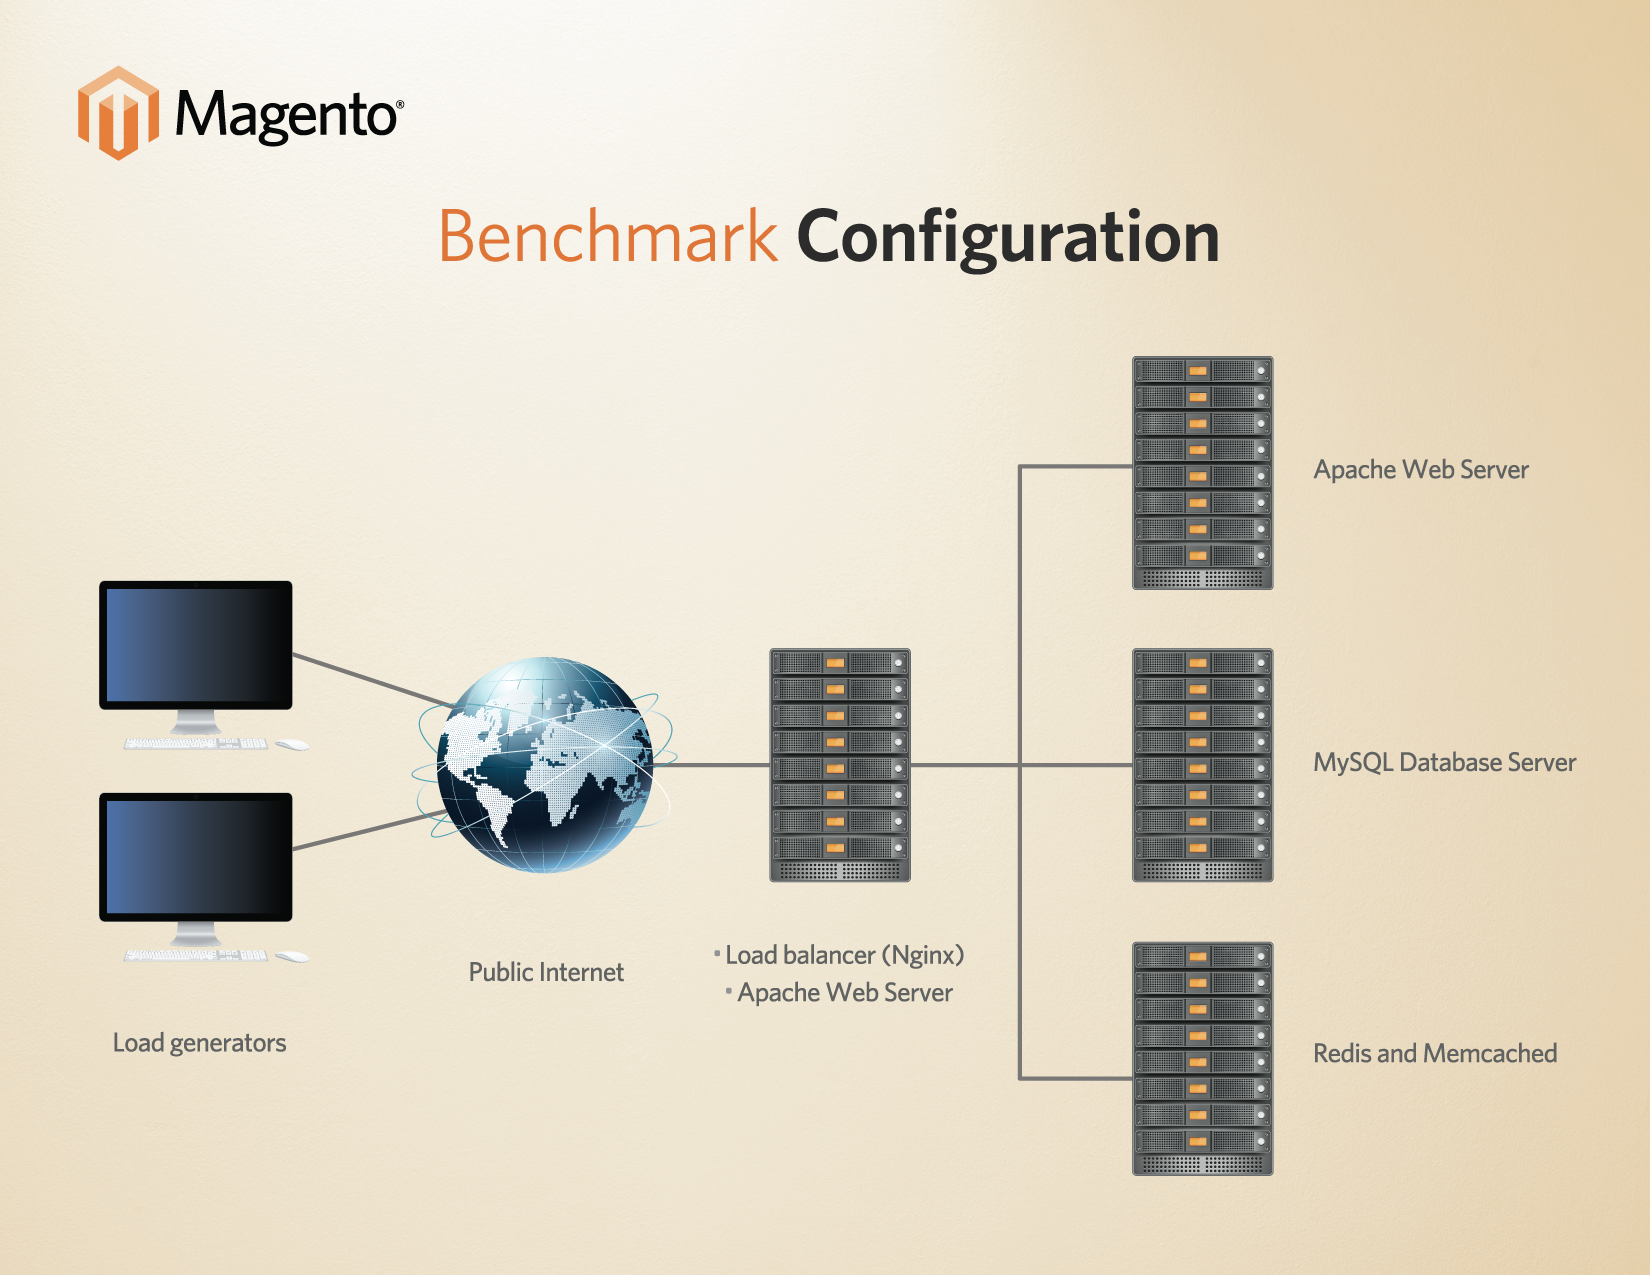 Magento®
Benchmark Configuration
Apache Web Server
MySQL Database Server
▪ Load balancer (Nginx)
▪ Apache Web Server
Public Internet
Load generators
Redis and Memcached